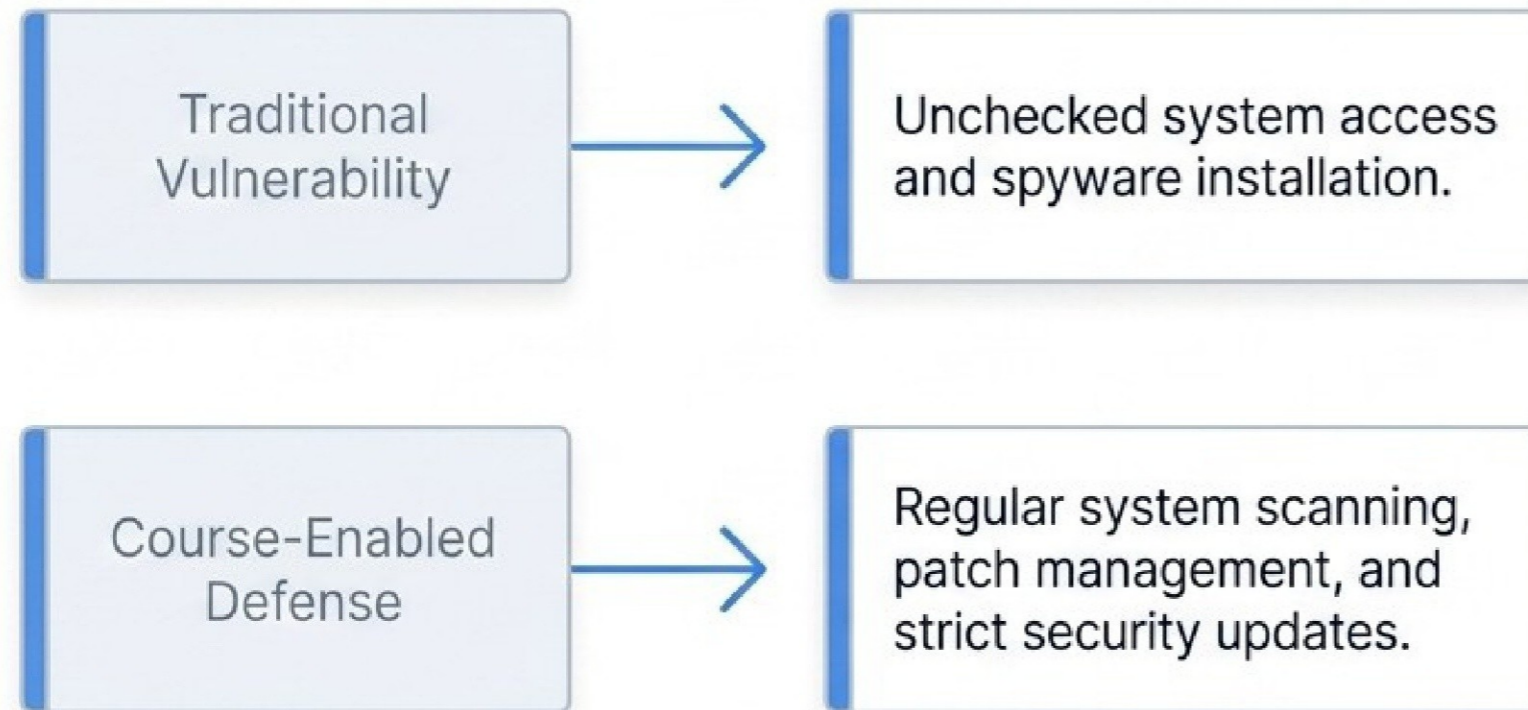 Traditional
Vulnerability
Unchecked system access
and spyware installation.
Course-Enabled
Defense
Regular system scanning,
patch management, and
strict security updates.